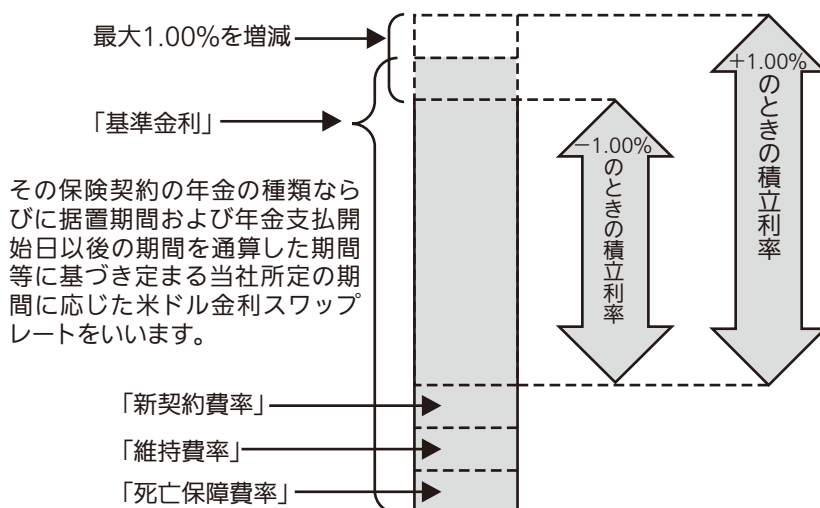 最大1.00%を増減
「基準金利」
その保険契約の年金の種類なら
びに据置期間および年金支払開
始日以後の期間を通算した期間
等に基づき定まる当社所定の期
間に応じた米ドル金利スワップ
レートをいいます。
「新契約費率」
「維持費率」
「死亡保障費率」
－1.00%のときの積立利率
＋1.00%のときの積立利率